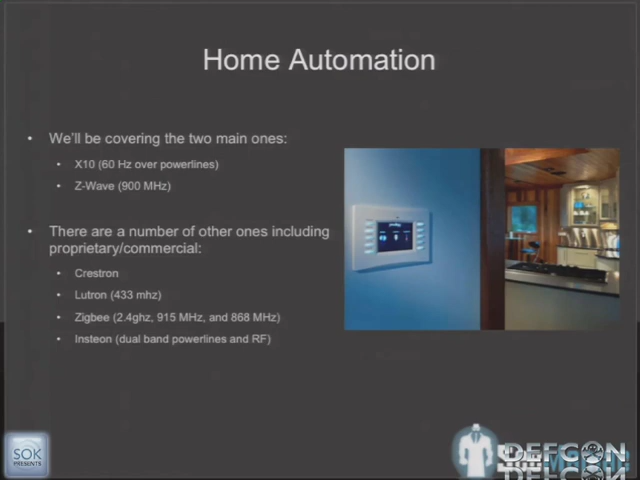 Home Automation
We'll be covering the two main ones:
X10 (60 Hz over powerlines)
Z-Wave (900 MHz)
There are a number of other ones including
proprietary/commercial:
Crestron
Lutron (433 mhz)
Zigbee (2.4ghz, 915 MHz, and 868 MHz)
Insteon (dual band powerlines and RF)
SOK
PRESENTS
DEFCON